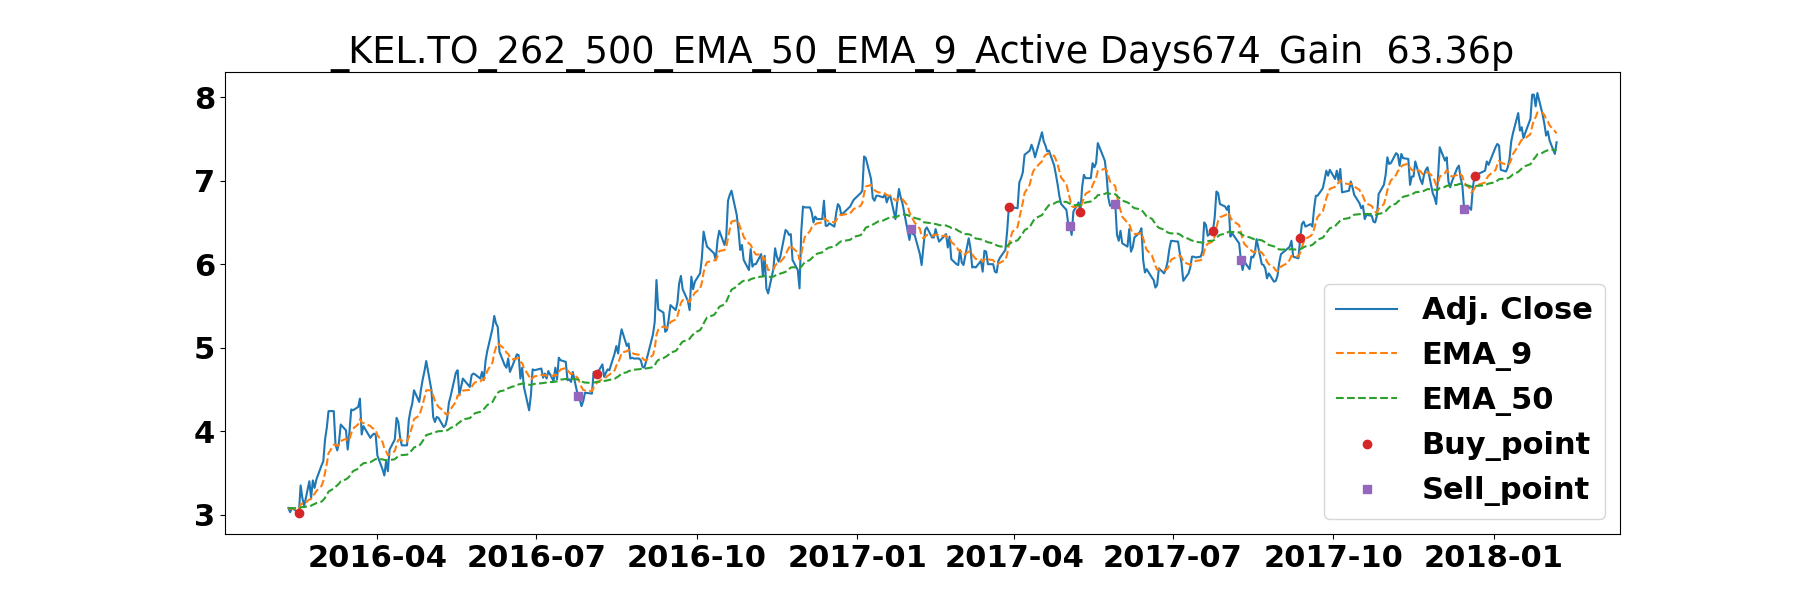 _KEL.TO_262_500_EMA_50_EMA_9_Active Days674_Gain  63.36p
8
7
6
5
4
3
2016-04 2016-07 2016-10 2017-01 2017-04 2017-07 2017-10 2018-01
Adj. Close
EMA_9
EMA_50
Buy_point
Sell_point